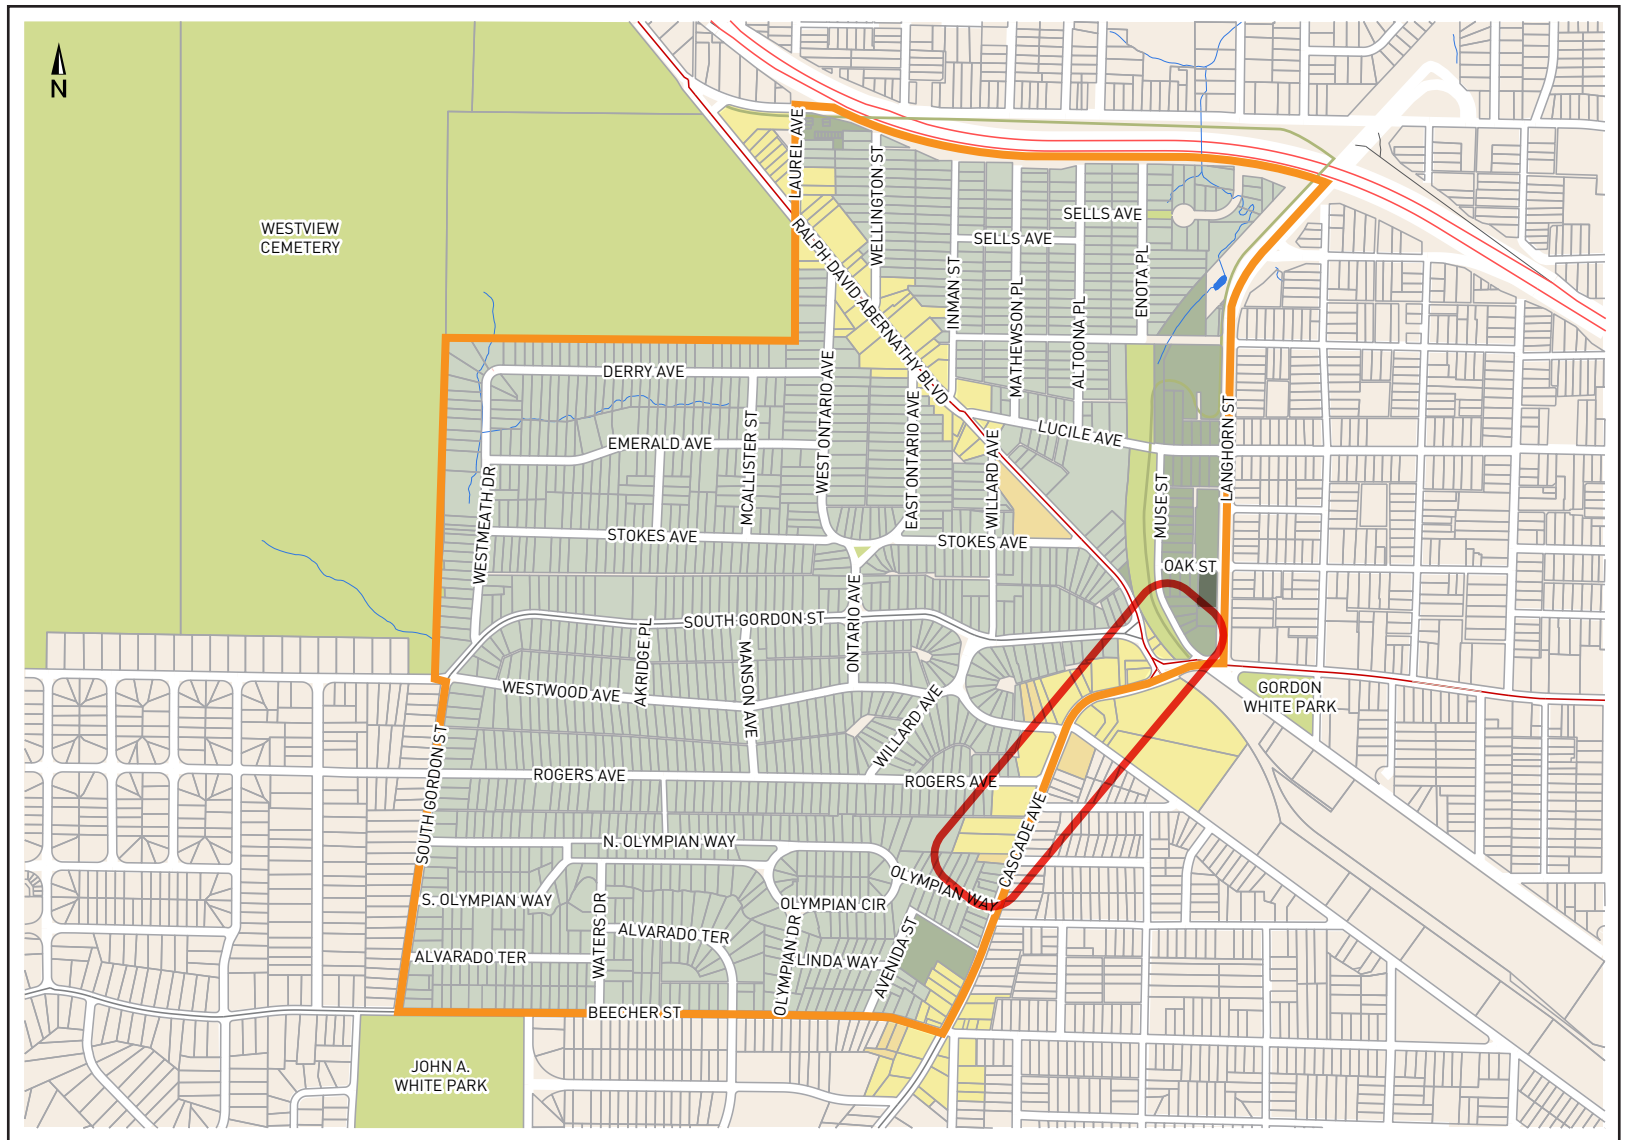 N
LAUREL AVE
WELLINGTON ST
SELLS AVE
WESTVIEW
CEMETERY
SELLS AVE
RALPH DAVID ABERNATHY BLVD
INMAN ST
MATHEWSON PL
ALTOONA PL
ENOTA PL
DERRY AVE
WEST ONTARIO AVE
EAST ONTARIO AVE
MCALLISTER ST
EMERALD AVE
LUCILE AVE
LANGHORN ST
WILLARD AVE
MUSE ST
WESTMEATH DR
STOKES AVE
STOKES AVE
OAK ST
ONTARIO AVE
SOUTH GORDON ST
AKRIDGE PL
MANSON AVE
WESTWOOD AVE
WILLARD AVE
GORDON
WHITE PARK
SOUTH GORDON ST
ROGERS AVE
ROGERS AVE
CASCADE AVE
N. OLYMPIAN WAY
OLYMPIAN WAY
S. OLYMPIAN WAY
OLYMPIAN CIR
WATERS DR
ALVARADO TER
OLYMPIAN DR
AVENIDA ST
ALVARADO TER
LINDA WAY
BEECHER ST
JOHN A.
WHITE PARK